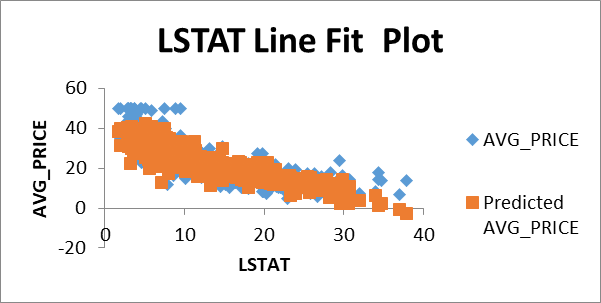 LSTAT Line Fit  Plot
60
40
20
0
-20
0 10 20 30 40
AVG_PRICE
LSTAT
AVG_PRICE
Predicted
AVG_PRICE